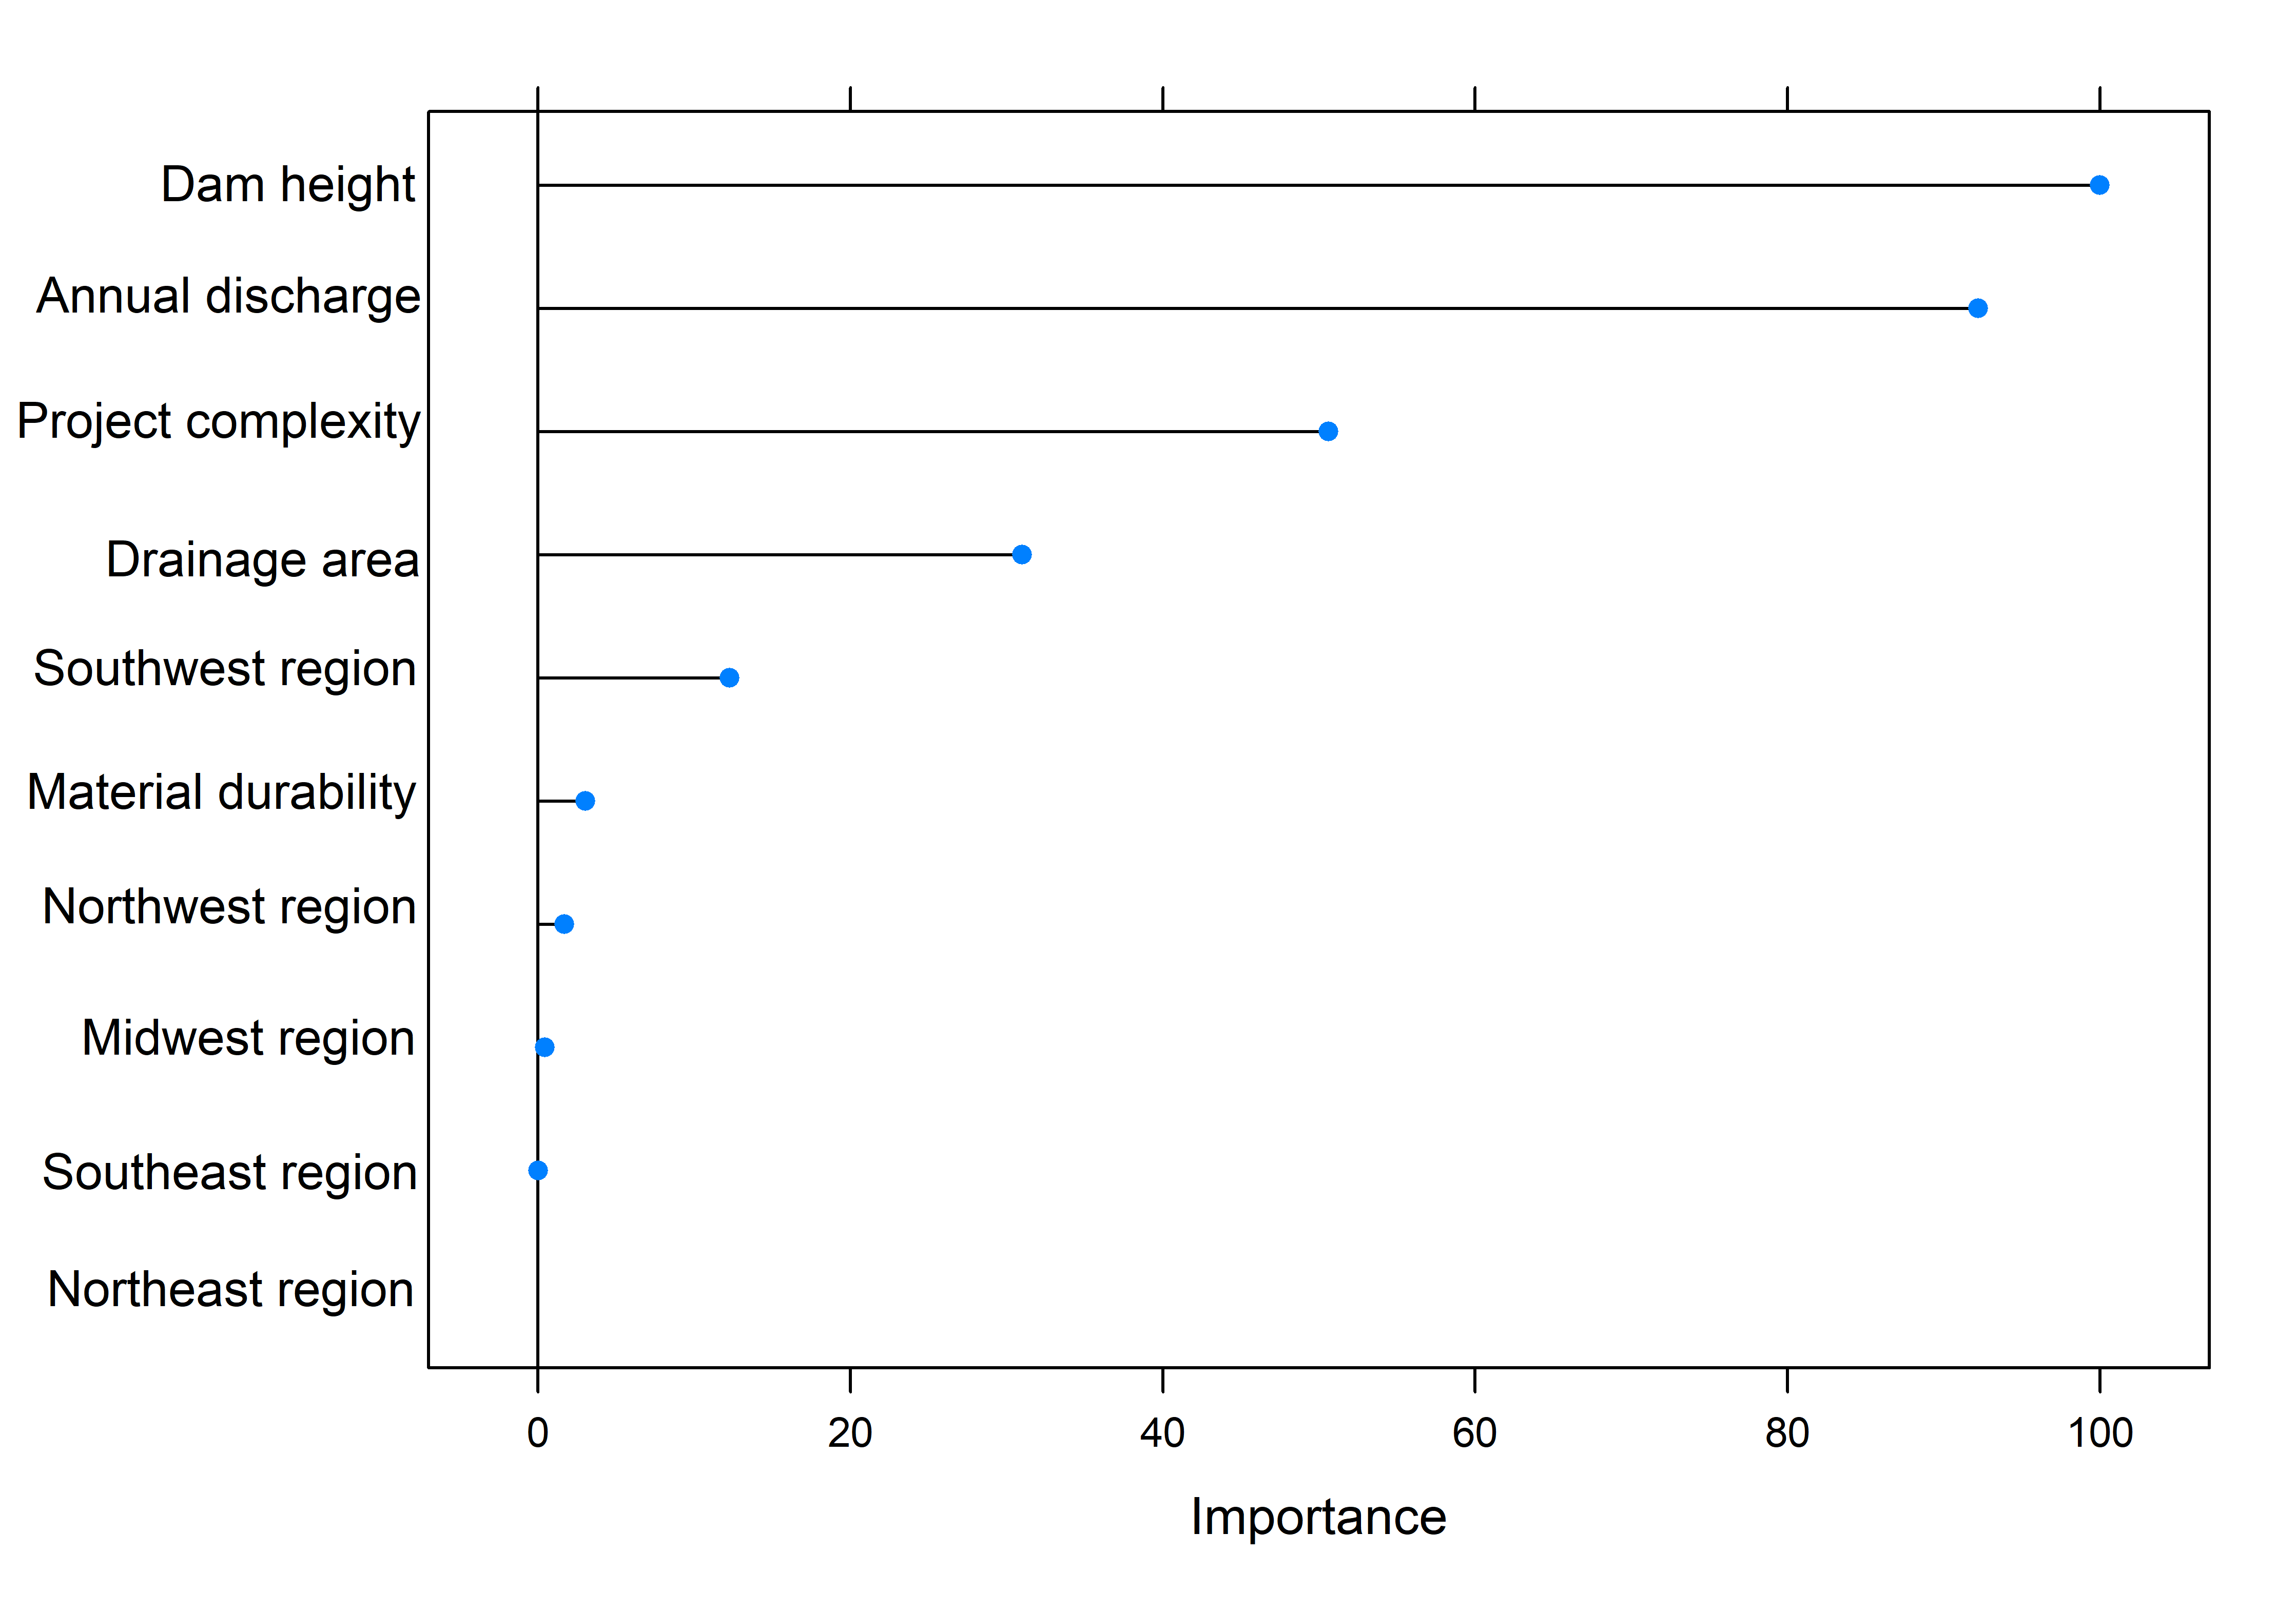 Dam height
Annual discharge
Project complexity
Drainage area
Southwest region
Material durability
Northwest region
Midwest region
Southeast region
Northeast region
0 20 40 60 80 100
Importance